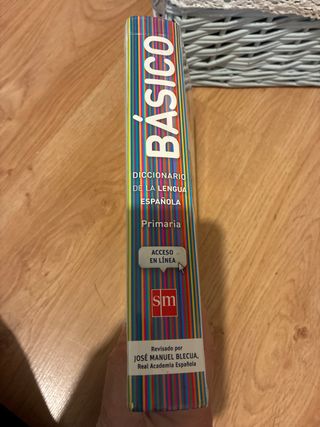 BÁSICO
DICCIONARIO
DE LA LENGUA
ESPAÑOLA
Primaria
ACCESO
EN LÍNEA
sm
Revisado por
JOSÉ MANUEL BLECUA,
Real Academia Española